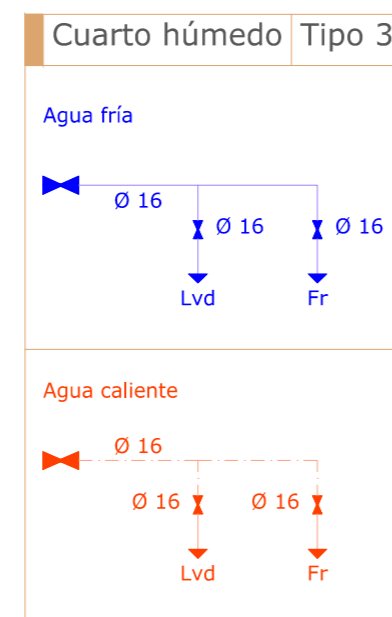 Cuarto húmedo Tipo 3
Agua fría
Ø 16
Ø 16 Ø 16
Lvd Fr
Agua caliente
Ø 16
Ø 16 Ø 16
Lvd Fr